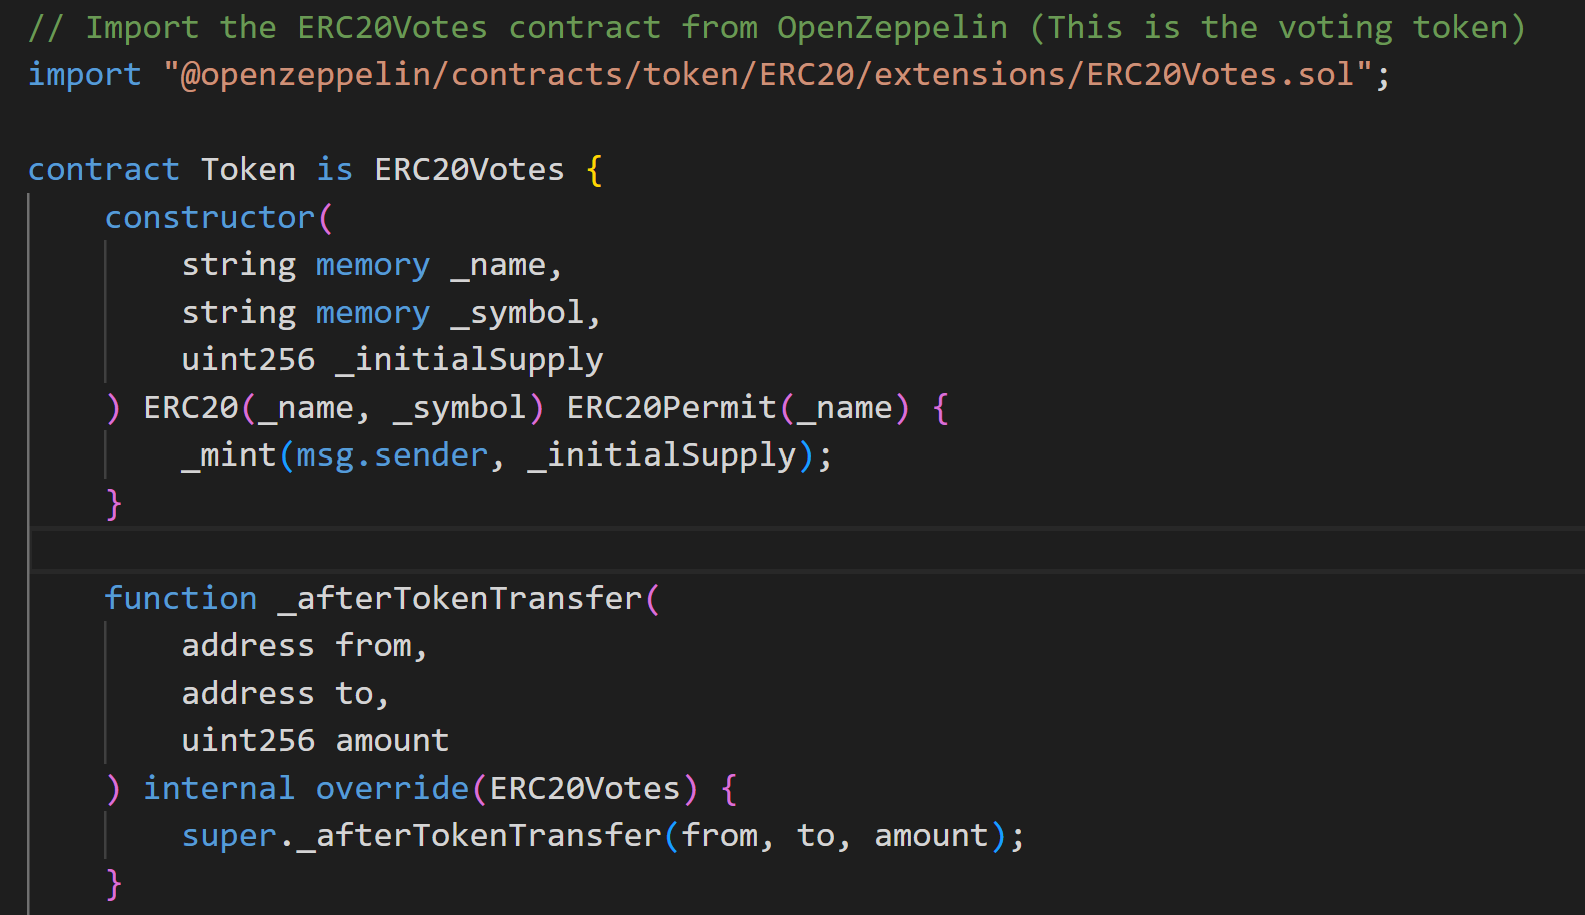 // Import the ERC20Votes contract from OpenZeppelin (This is the voting token)
import "@openzeppelin/contracts/token/ERC20/extensions/ERC20Votes.sol";

contract Token is ERC20Votes {
    constructor(
        string memory _name,
        string memory _symbol,
        uint256 _initialSupply
    ) ERC20(_name, _symbol) ERC20Permit(_name) {
        _mint(msg.sender, _initialSupply);
    }

    function _afterTokenTransfer(
        address from,
        address to,
        uint256 amount
    ) internal override(ERC20Votes) {
        super._afterTokenTransfer(from, to, amount);
    }